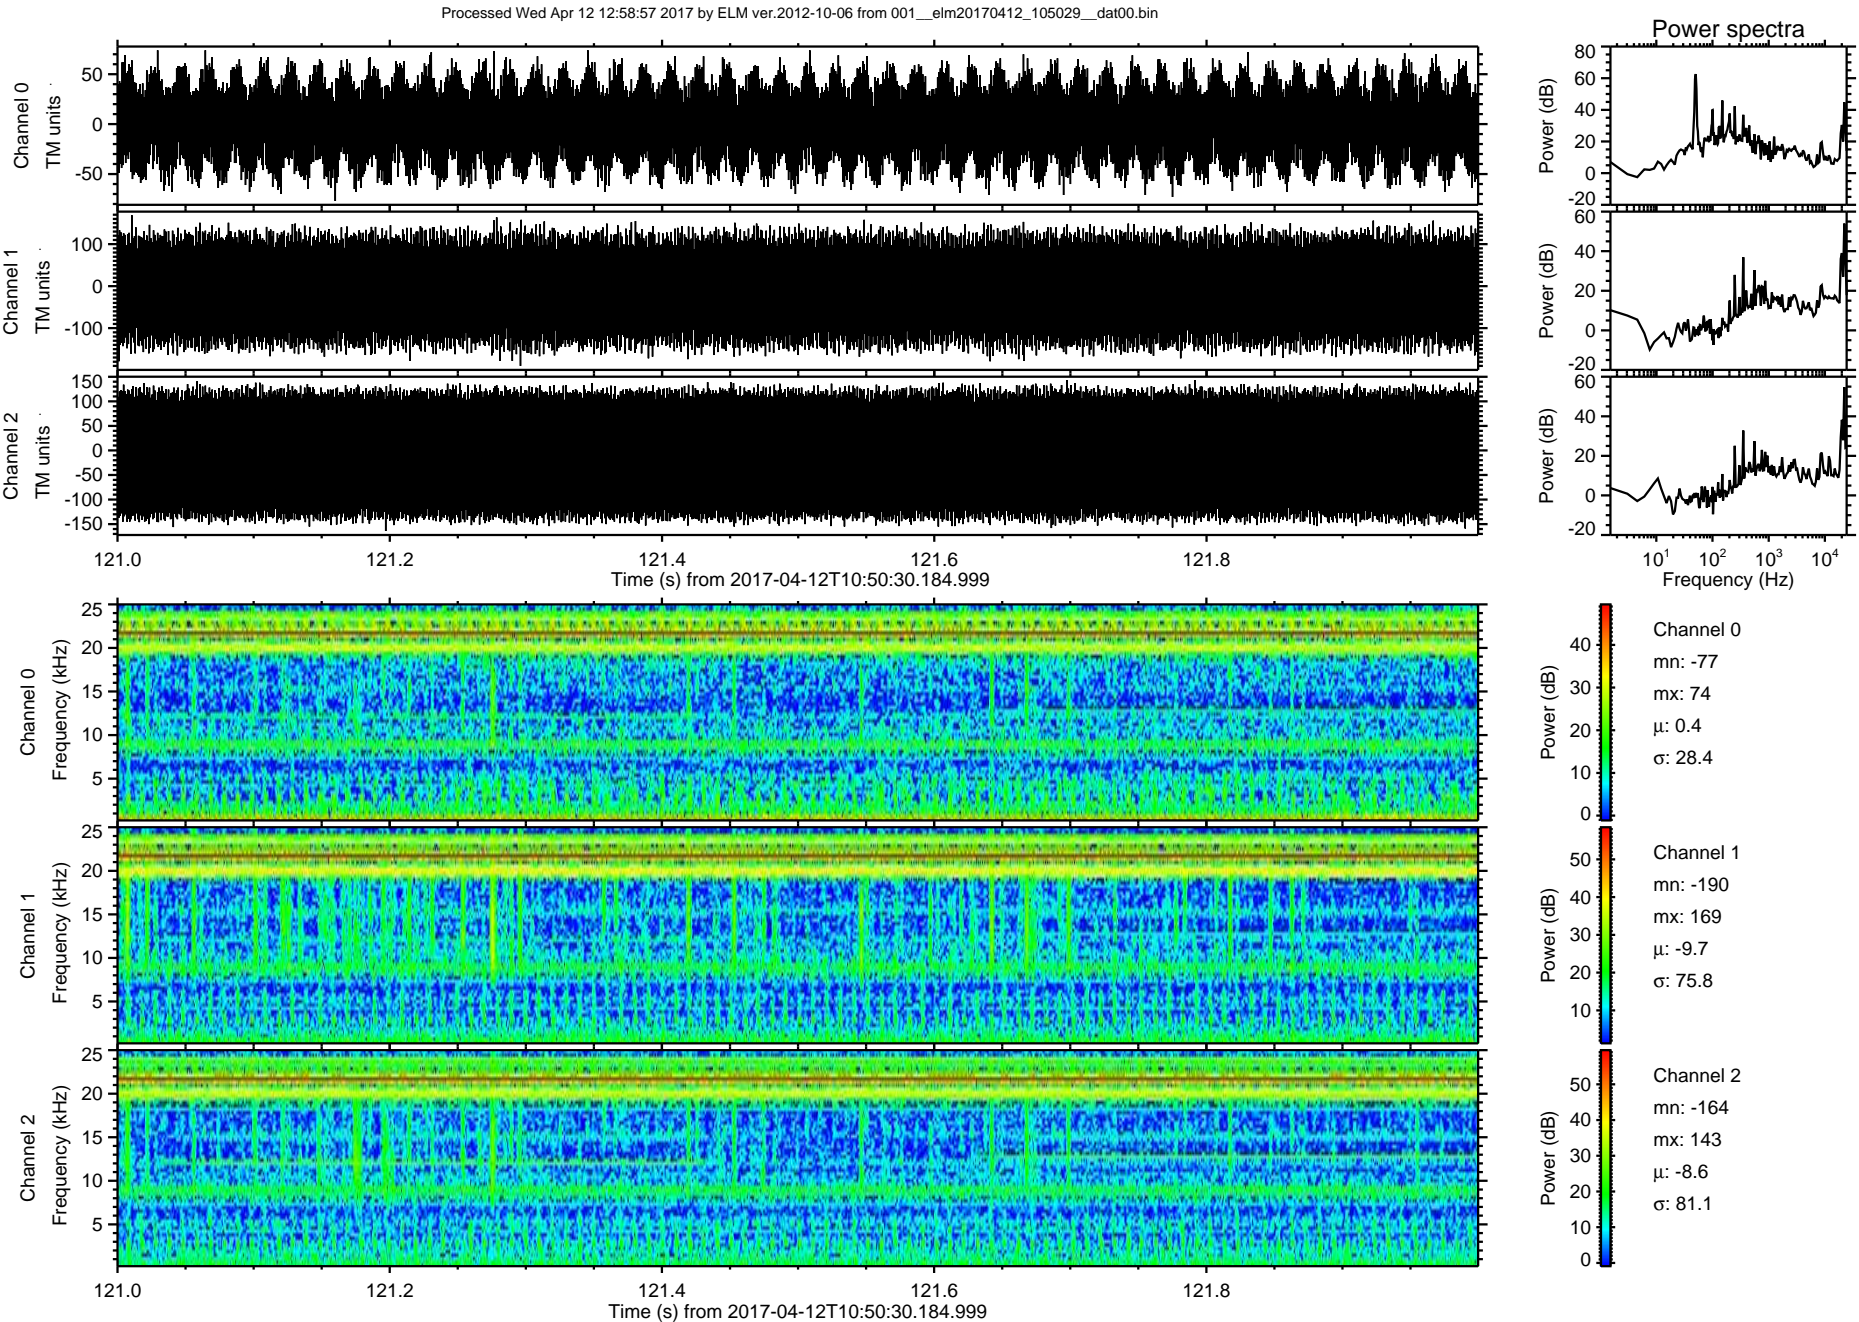 Processed Wed Apr 12 12:58:57 2017 by ELM ver.2012-10-06 from 001__elm20170412_105029__dat00.bin
Power spectra
Channel 0
TM units
50
0
-50
Power (dB)
80
60
40
20
0
-20
Channel 1
TM units
100
0
-100
Power (dB)
60
40
20
0
-20
Channel 2
TM units
150
100
50
0
-50
-100
-150
Power (dB)
60
40
20
0
-20
121.0 121.2 121.4 121.6 121.8
Time (s) from 2017-04-12T10:50:30.184.999
10^1 10^2 10^3 10^4
Frequency (Hz)
Channel 0
Frequency (kHz)
25
20
15
10
5
Power (dB)
40
30
20
10
0
Channel 0
mn: -77
mx: 74
μ: 0.4
σ: 28.4
Channel 1
Frequency (kHz)
25
20
15
10
5
Power (dB)
50
40
30
20
10
Channel 1
mn: -190
mx: 169
μ: -9.7
σ: 75.8
Channel 2
Frequency (kHz)
25
20
15
10
5
Power (dB)
50
40
30
20
10
0
Channel 2
mn: -164
mx: 143
μ: -8.6
σ: 81.1
121.0 121.2 121.4 121.6 121.8
Time (s) from 2017-04-12T10:50:30.184.999